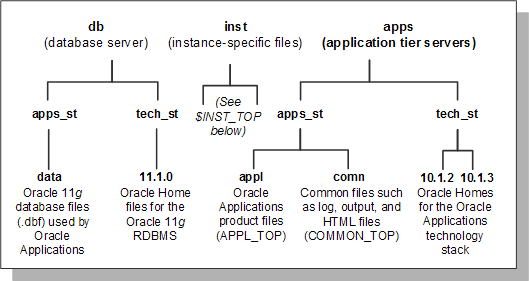 db
(database server)
inst
(instance-specific files)
apps
(application tier servers)
apps_st
tech_st
(See
$INST_TOP
below)
apps_st
tech_st
data
Oracle 11g
database files
(.dbf) used by
Oracle
Applications
11.1.0
Oracle Home
files for the
Oracle 11g
RDBMS
appl
Oracle
Applications
product files
(APPL_TOP)
comn
Common files such
as log, output, and
HTML files
(COMMON_TOP)
10.1.2 10.1.3
Oracle Homes
for the Oracle
Applications
technology
stack